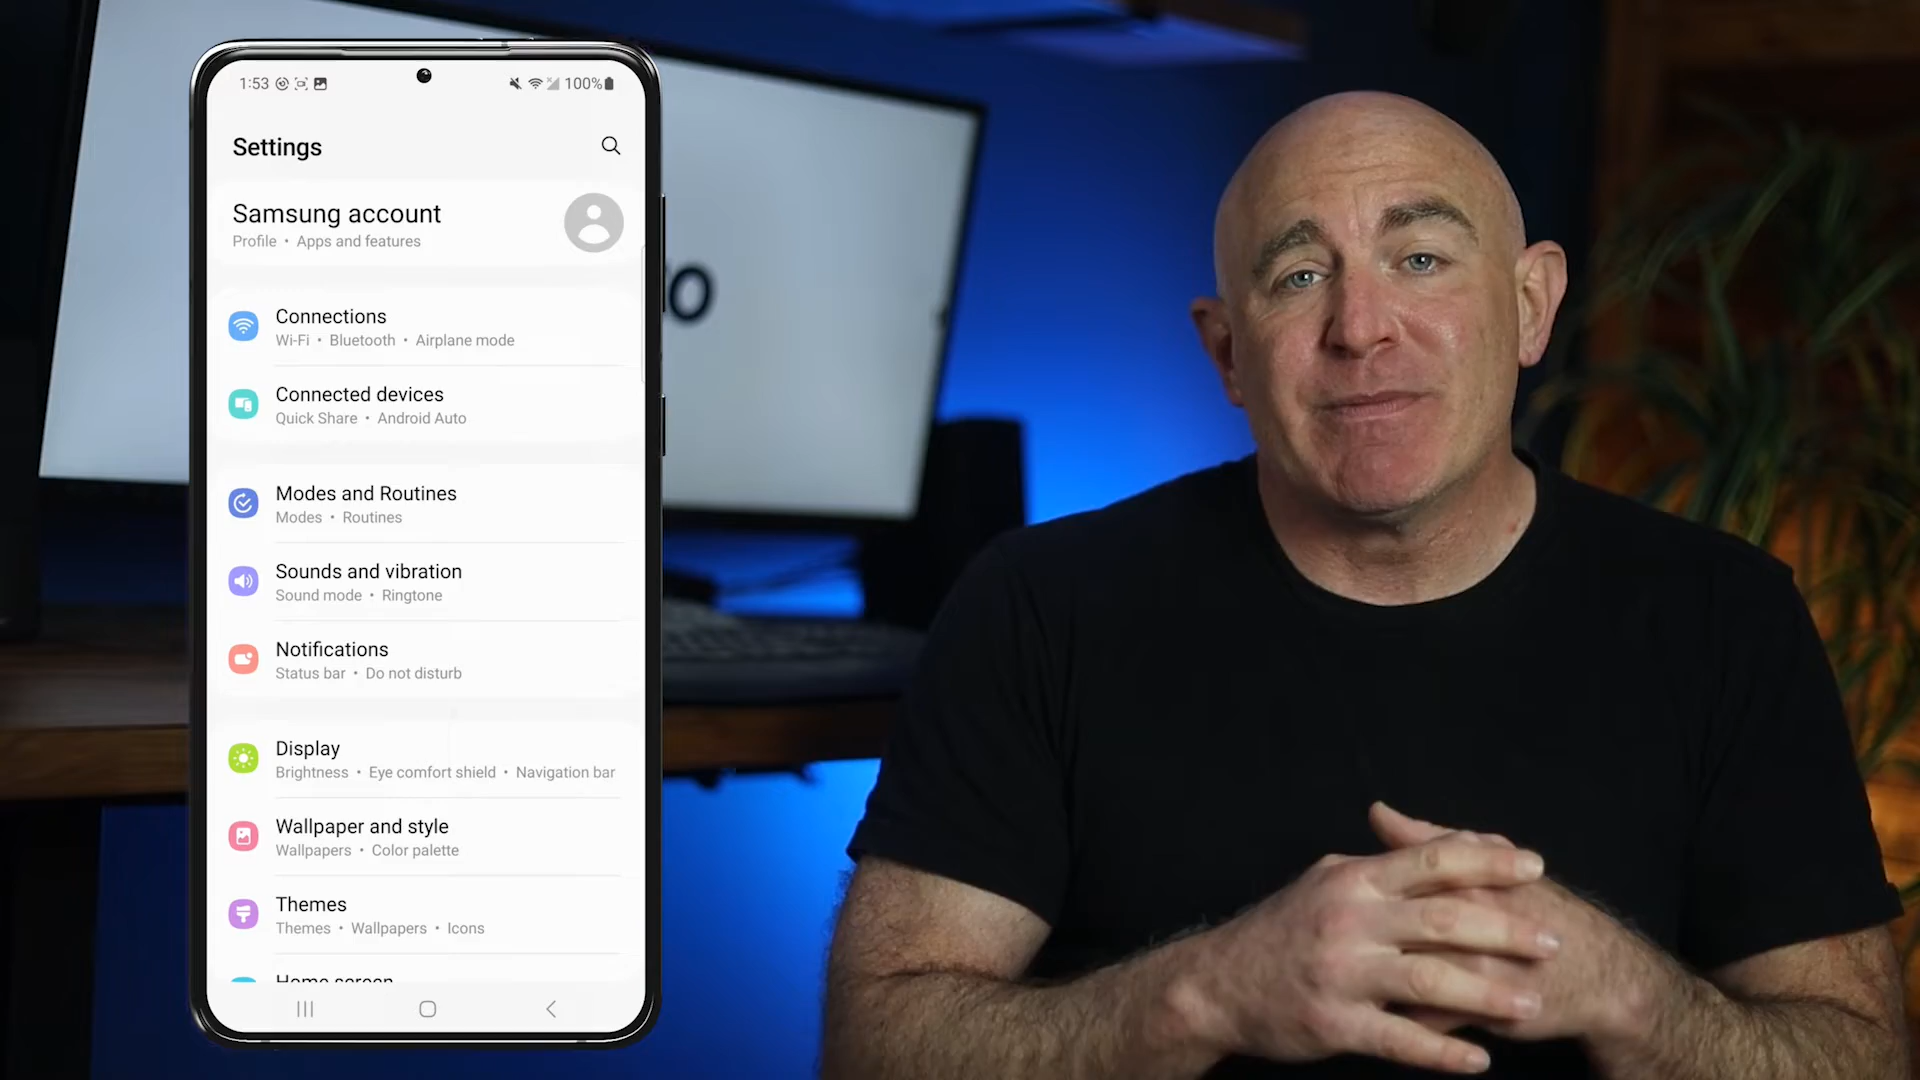 1:53 100%
Settings
Samsung account
Profile • Apps and features
Connections
Wi-Fi • Bluetooth • Airplane mode
Connected devices
Quick Share • Android Auto
Modes and Routines
Modes • Routines
Sounds and vibration
Sound mode • Ringtone
Notifications
Status bar • Do not disturb
Display
Brightness • Eye comfort shield • Navigation bar
Wallpaper and style
Wallpapers • Color palette
Themes
Themes • Wallpapers • Icons
Home screen